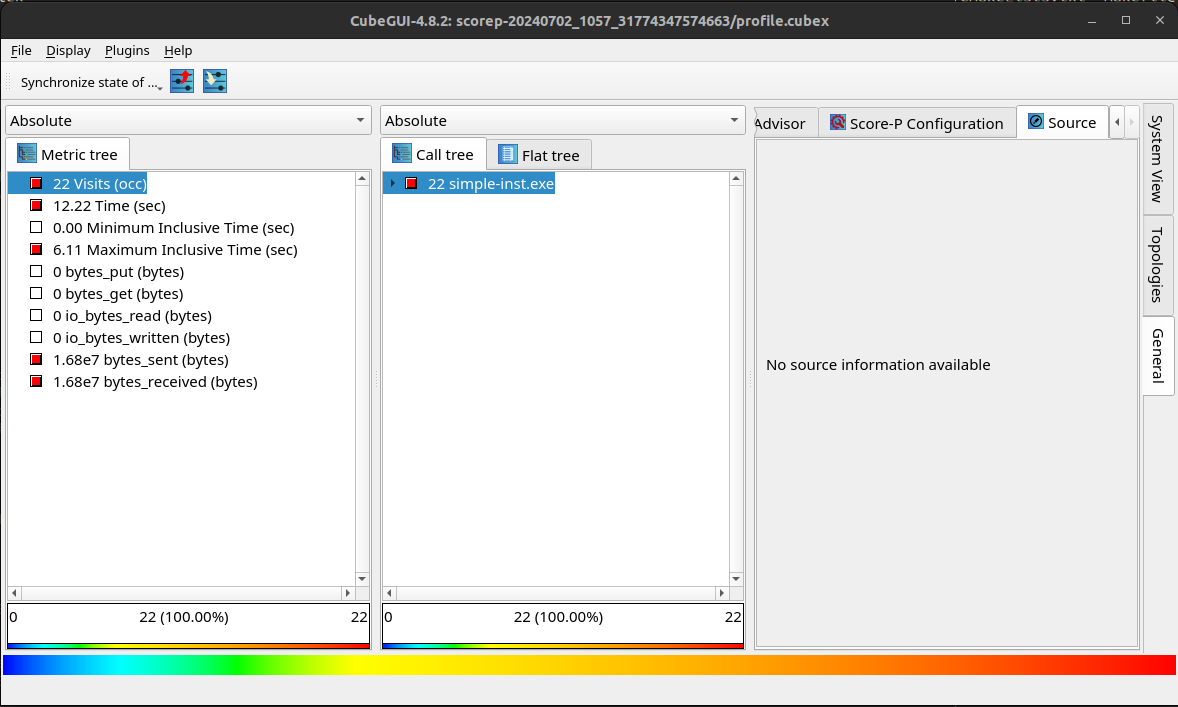 CubeGUI-4.8.2: scorep-20240702_1057_31774347574663/profile.cubex
File Display Plugins Help
Synchronize state of ...
Absolute
Metric tree
22 Visits (occ)
12.22 Time (sec)
0.00 Minimum Inclusive Time (sec)
6.11 Maximum Inclusive Time (sec)
0 bytes_put (bytes)
0 bytes_get (bytes)
0 io_bytes_read (bytes)
0 io_bytes_written (bytes)
1.68e7 bytes_sent (bytes)
1.68e7 bytes_received (bytes)
0 22 (100.00%) 22
Absolute
Call tree Flat tree
22 simple-inst.exe
0 22 (100.00%) 22
Advisor Score-P Configuration Source
No source information available
System View
Topologies
General